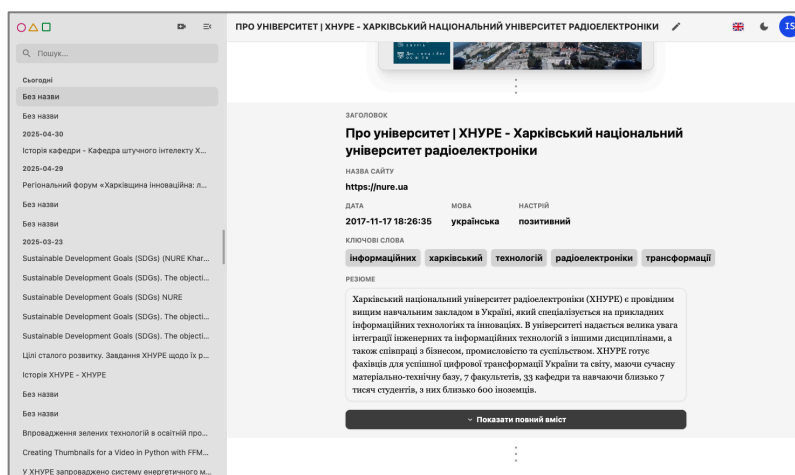 ПРО УНІВЕРСИТЕТ | ХНУРЕ - ХАРКІВСЬКИЙ НАЦІОНАЛЬНИЙ УНІВЕРСИТЕТ РАДІОЕЛЕКТРОНІКИ
IS
Пошук...
Сьогодні
Без назви
Без назви
2025-04-30
Історія кафедри - Кафедра штучного інтелекту Х...
2025-04-29
Регіональний форум «Харківщина інноваційна: л...
Без назви
Без назви
2025-03-23
Sustainable Development Goals (SDGs) (NURE Khar...
Sustainable Development Goals (SDGs). The objecti...
Sustainable Development Goals (SDGs) NURE
Sustainable Development Goals (SDGs). The objecti...
Sustainable Development Goals (SDGs). The objecti...
Цілі сталого розвитку. Завдання ХНУРЕ щодо їх р...
Історія ХНУРЕ - ХНУРЕ
Без назви
Без назви
Впровадження зелених технологій в освітній про...
Creating Thumbnails for a Video in Python with FFM...
У ХНУРЕ запроваджено систему енергетичного м...
ЗАГОЛОВОК
Про університет | ХНУРЕ - Харківський національний
університет радіоелектроніки
НАЗВА САЙТУ
https://nure.ua
ДАТА МОВА НАСТРІЙ
2017-11-17 18:26:35 українська позитивний
КЛЮЧОВІ СЛОВА
інформаційних харківський технологій радіоелектроніки трансформації
РЕЗЮМЕ
Харківський національний університет радіоелектроніки (ХНУРЕ) є провідним
вищим навчальним закладом в Україні, який спеціалізується на прикладних
інформаційних технологіях та інноваціях. В університеті надається велика увага
інтеграції інженерних та інформаційних технологій з іншими дисциплінами, а
також співпраці з бізнесом, промисловістю та суспільством. ХНУРЕ готує
фахівців для успішної цифрової трансформації України та світу, маючи сучасну
матеріально-технічну базу, 7 факультетів, 33 кафедри та навчаючи близько 7
тисяч студентів, з них близько 600 іноземців.
Показати повний вміст